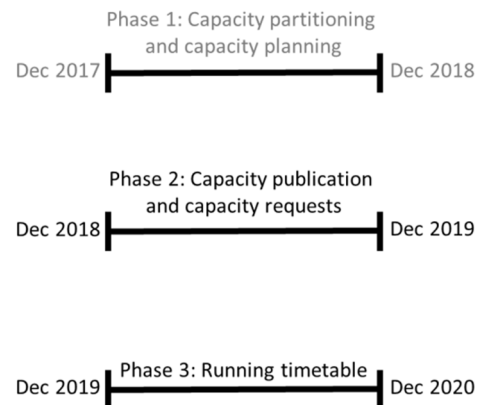 Phase 1: Capacity partitioning
and capacity planning
Dec 2017
Dec 2018
Phase 2: Capacity publication
and capacity requests
Dec 2018
Dec 2019
Phase 3: Running timetable
Dec 2019
Dec 2020